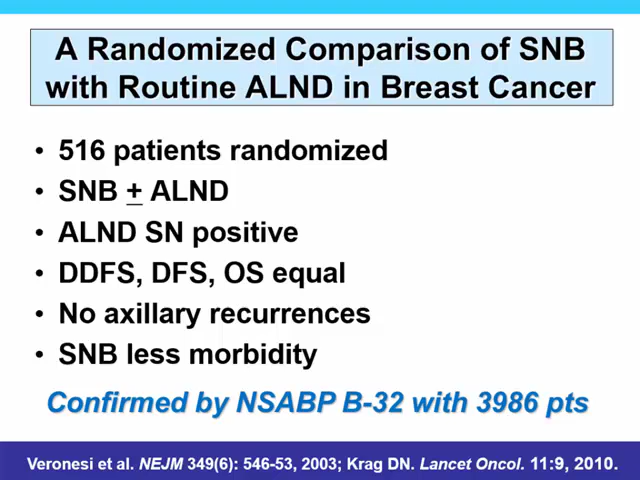 A Randomized Comparison of SNB
with Routine ALND in Breast Cancer
• 516 patients randomized
• SNB ± ALND
• ALND SN positive
• DDFS, DFS, OS equal
• No axillary recurrences
• SNB less morbidity
Confirmed by NSABP B-32 with 3986 pts
Veronesi et al. NEJM 349(6): 546-53, 2003; Krag DN. Lancet Oncol. 11:9, 2010.